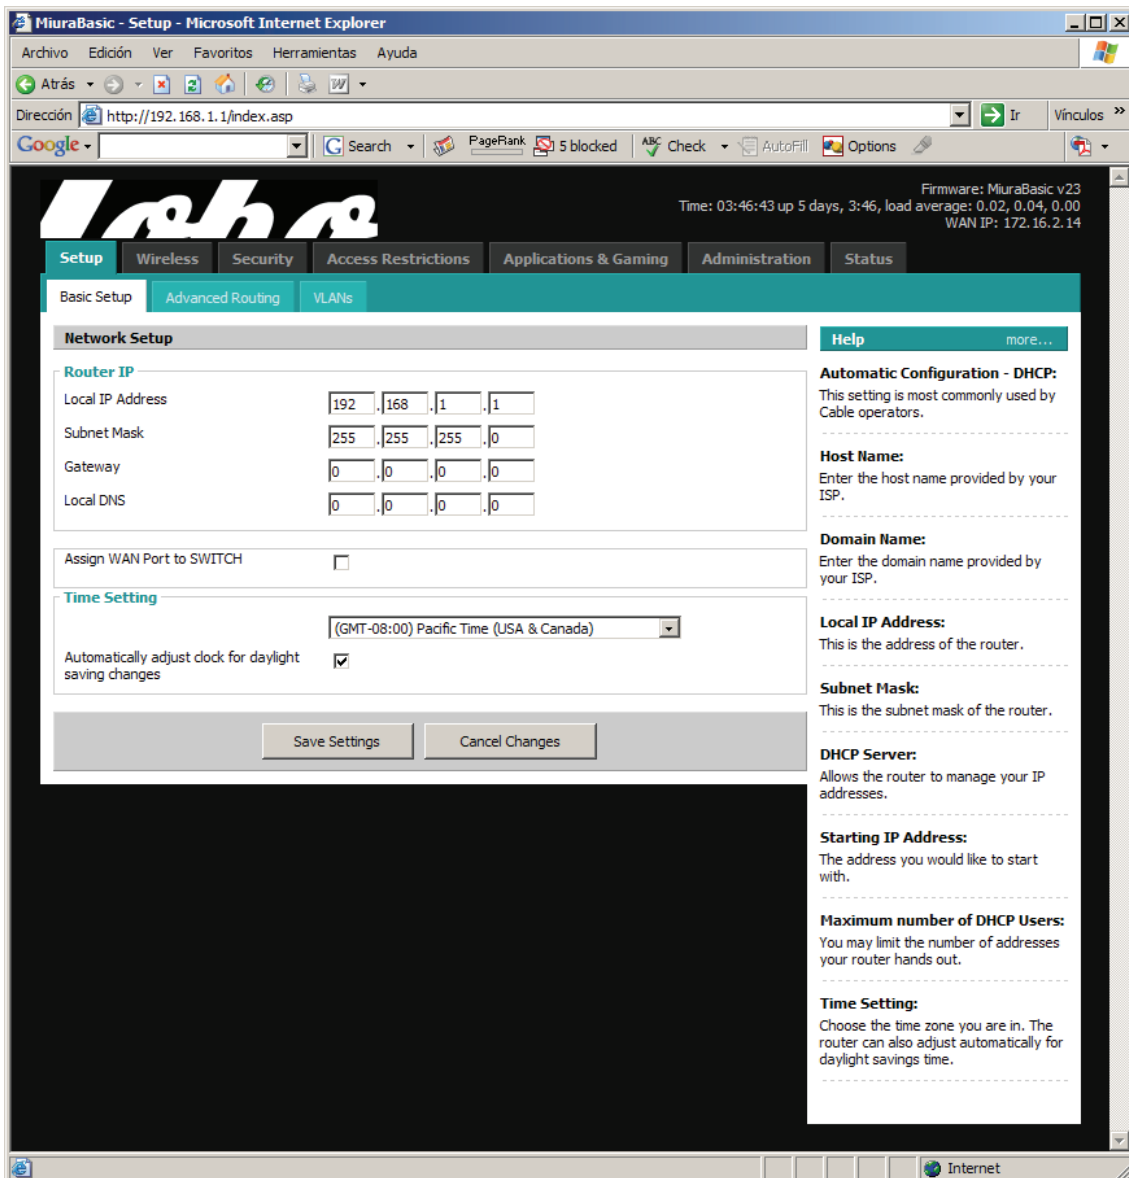 MiuraBasic - Setup - Microsoft Internet Explorer
Archivo Edición Ver Favoritos Herramientas Ayuda
Atrás
Dirección http://192.168.1.1/index.asp Ir Vínculos »
Google Search PageRank 5 blocked ABC Check AutoFill Options
Firmware: MiuraBasic v23
Time: 03:46:43 up 5 days, 3:46, load average: 0.02, 0.04, 0.00
WAN IP: 172.16.2.14
Setup Wireless Security Access Restrictions Applications & Gaming Administration Status
Basic Setup Advanced Routing VLANs
Network Setup
Router IP
Local IP Address 192 . 168 . 1 . 1
Subnet Mask 255 . 255 . 255 . 0
Gateway 0 . 0 . 0 . 0
Local DNS 0 . 0 . 0 . 0
Assign WAN Port to SWITCH
Time Setting
(GMT-08:00) Pacific Time (USA & Canada)
Automatically adjust clock for daylight
saving changes
Save Settings Cancel Changes
Help more...
Automatic Configuration - DHCP:
This setting is most commonly used by
Cable operators.
Host Name:
Enter the host name provided by your
ISP.
Domain Name:
Enter the domain name provided by
your ISP.
Local IP Address:
This is the address of the router.
Subnet Mask:
This is the subnet mask of the router.
DHCP Server:
Allows the router to manage your IP
addresses.
Starting IP Address:
The address you would like to start
with.
Maximum number of DHCP Users:
You may limit the number of addresses
your router hands out.
Time Setting:
Choose the time zone you are in. The
router can also adjust automatically for
daylight savings time.
Internet